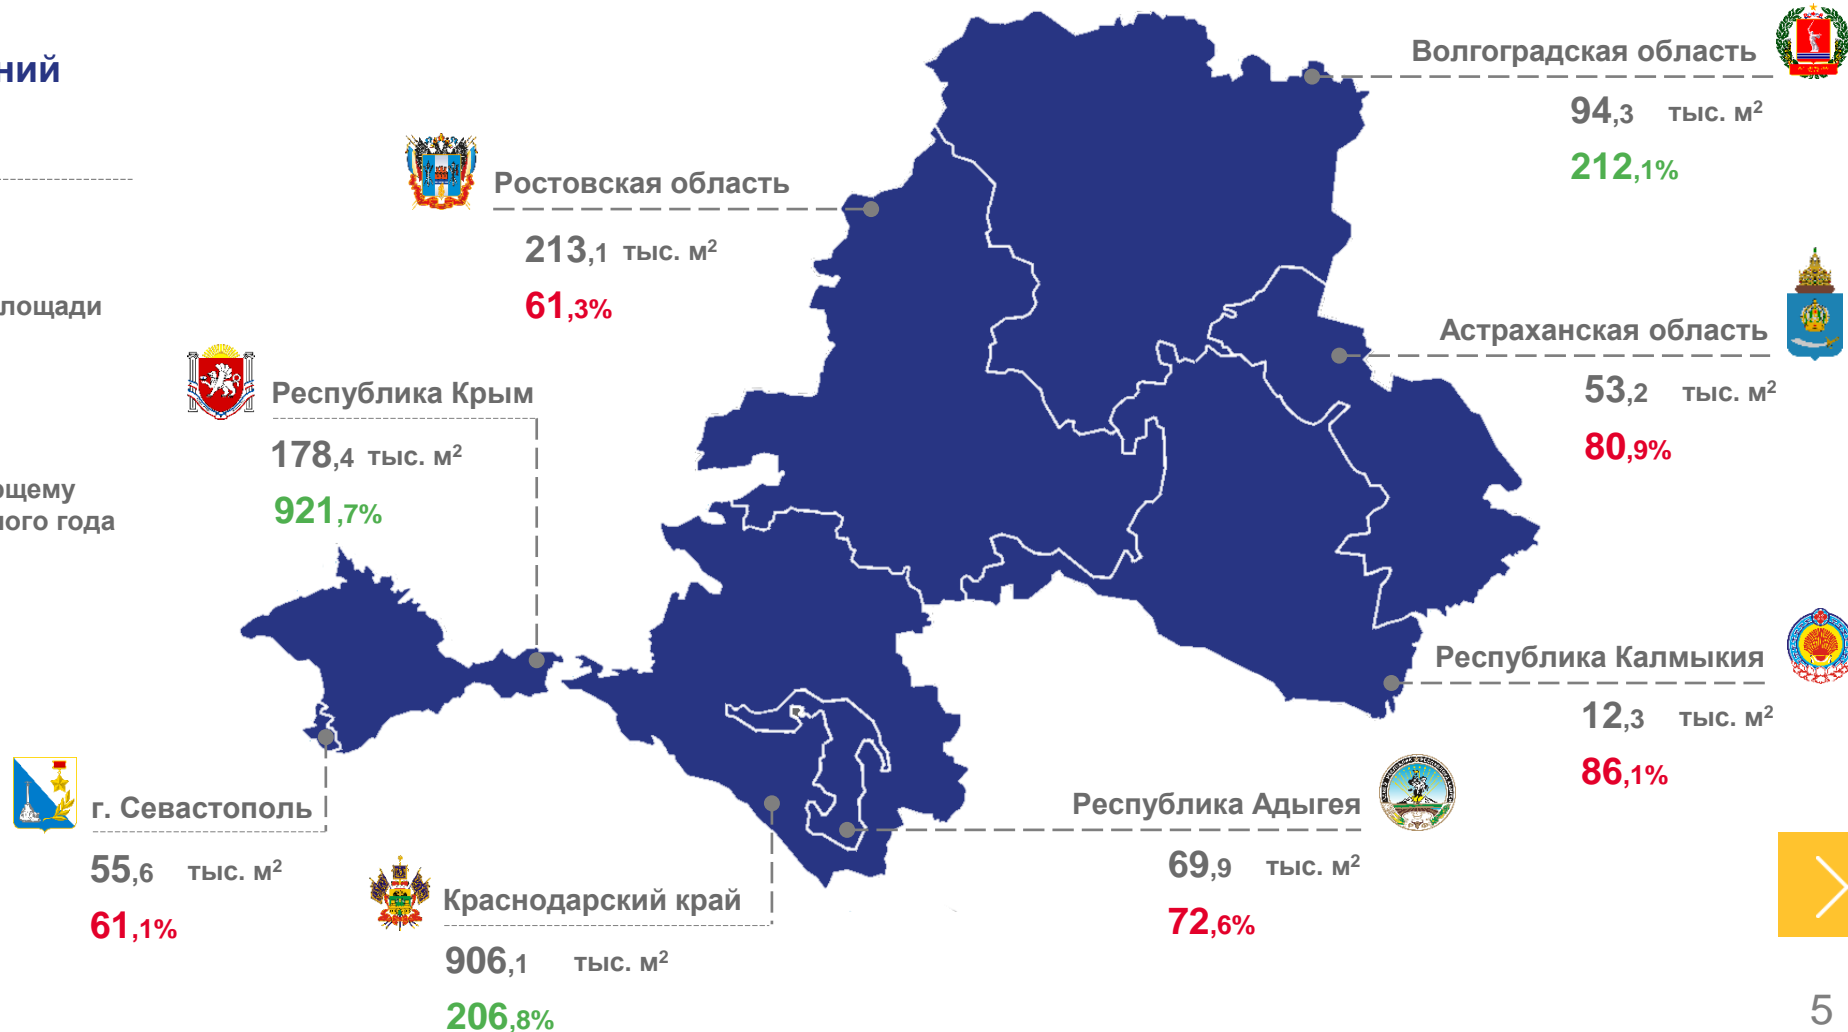 ний
лощади
ющему
ного года
Волгоградская область
94,3 тыс. м²
212,1%
Ростовская область
213,1 тыс. м²
61,3%
Астраханская область
53,2 тыс. м²
80,9%
Республика Крым
178,4 тыс. м²
921,7%
Республика Калмыкия
12,3 тыс. м²
86,1%
Республика Адыгея
69,9 тыс. м²
72,6%
г. Севастополь
55,6 тыс. м²
61,1%
Краснодарский край
906,1 тыс. м²
206,8%
5